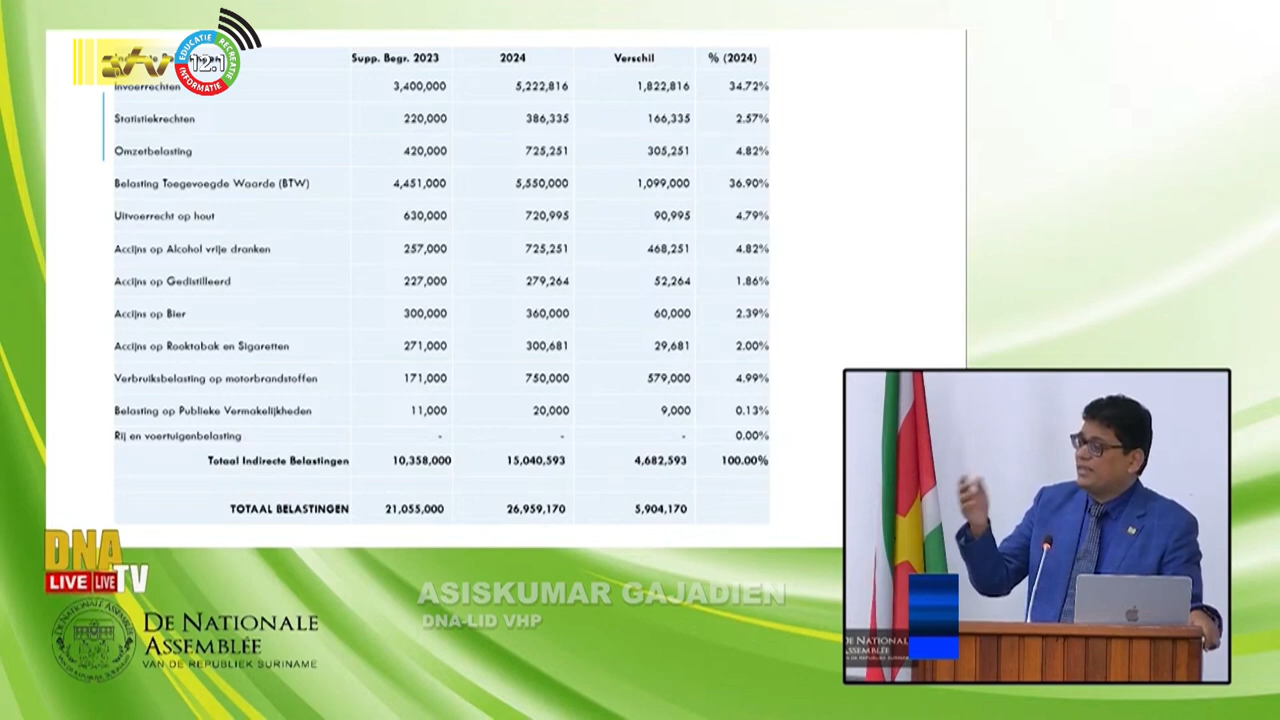 EDUCATIE RECREATIE INFORMATIE
12.1
Supp. Begr. 2023 2024 Verschil % (2024)
Invoerrechten 3,400,000 5,222,816 1,822,816 34.72%
Statistiekrechten 220,000 386,335 166,335 2.57%
Omzetbelasting 420,000 725,251 305,251 4.82%
Belasting Toegevoegde Waarde (BTW) 4,451,000 5,550,000 1,099,000 36.90%
Uitvoerrecht op hout 630,000 720,995 90,995 4.79%
Accijns op Alcohol vrije dranken 257,000 725,251 468,251 4.82%
Accijns op Gedistilleerd 227,000 279,264 52,264 1.86%
Accijns op Bier 300,000 360,000 60,000 2.39%
Accijns op Rooktabak en Sigaretten 271,000 300,681 29,681 2.00%
Verbruiksbelasting op motorbrandstoffen 171,000 750,000 579,000 4.99%
Belasting op Publieke Vermakelijkheden 11,000 20,000 9,000 0.13%
Rij en voertuigenbelasting - - - 0.00%
Totaal Indirecte Belastingen 10,358,000 15,040,593 4,682,593 100.00%
TOTAAL BELASTINGEN 21,055,000 26,959,170 5,904,170
DNA
LIVE LIVE TV
ASISKUMAR GAJADIEN
DNA-LID VHP
DE NATIONALE
ASSEMBLÉE
VAN DE REPUBLIEK SURINAME
DE NATIONAL
ASSEMBLÉE